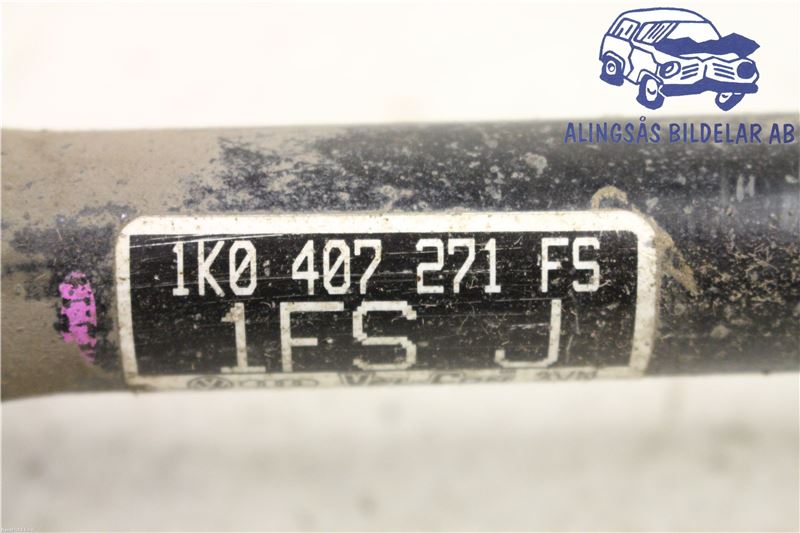 ALINGSÅS BILDELAR AB
1K0 407 271 FS
1FS J